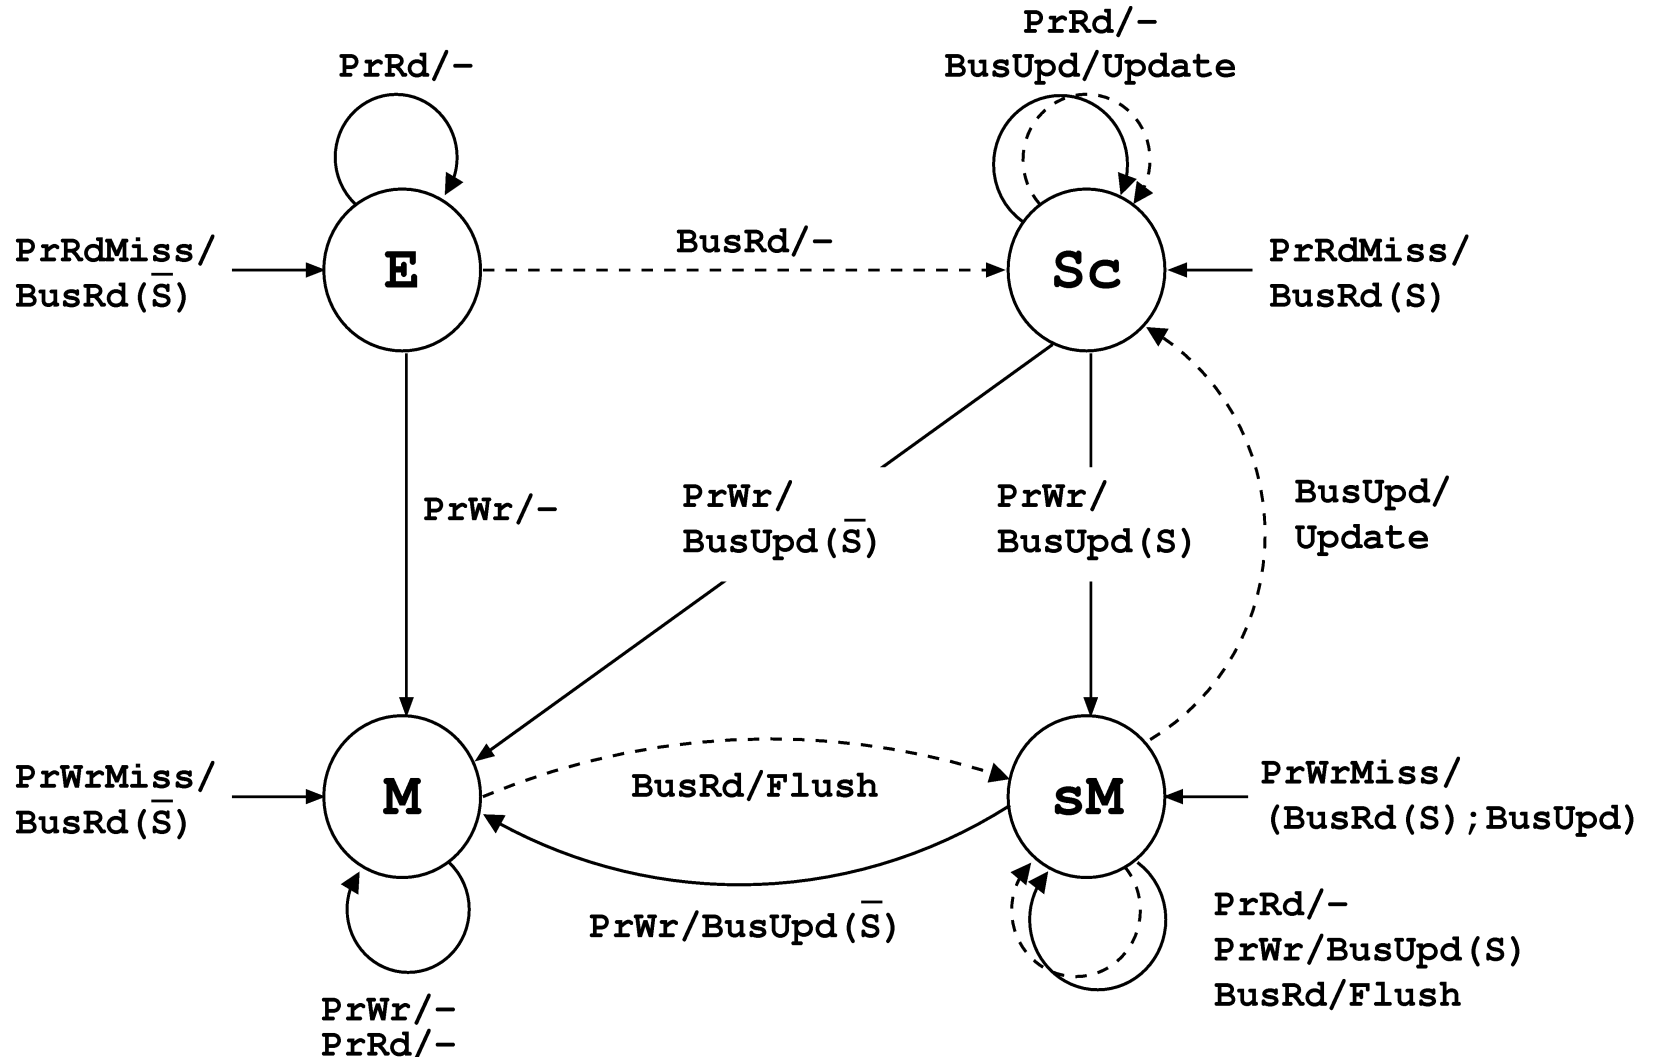 PrRd/-
BusUpd/Update
PrRd/-
PrRdMiss/
BusRd(S̅)
E
BusRd/-
Sc
PrRdMiss/
BusRd(S)
PrWr/-
PrWr/
BusUpd(S̅)
PrWr/
BusUpd(S)
BusUpd/
Update
PrWrMiss/
BusRd(S̅)
M
BusRd/Flush
sM
PrWrMiss/
(BusRd(S);BusUpd)
PrWr/BusUpd(S̅)
PrRd/-
PrWr/BusUpd(S)
BusRd/Flush
PrWr/-
PrRd/-